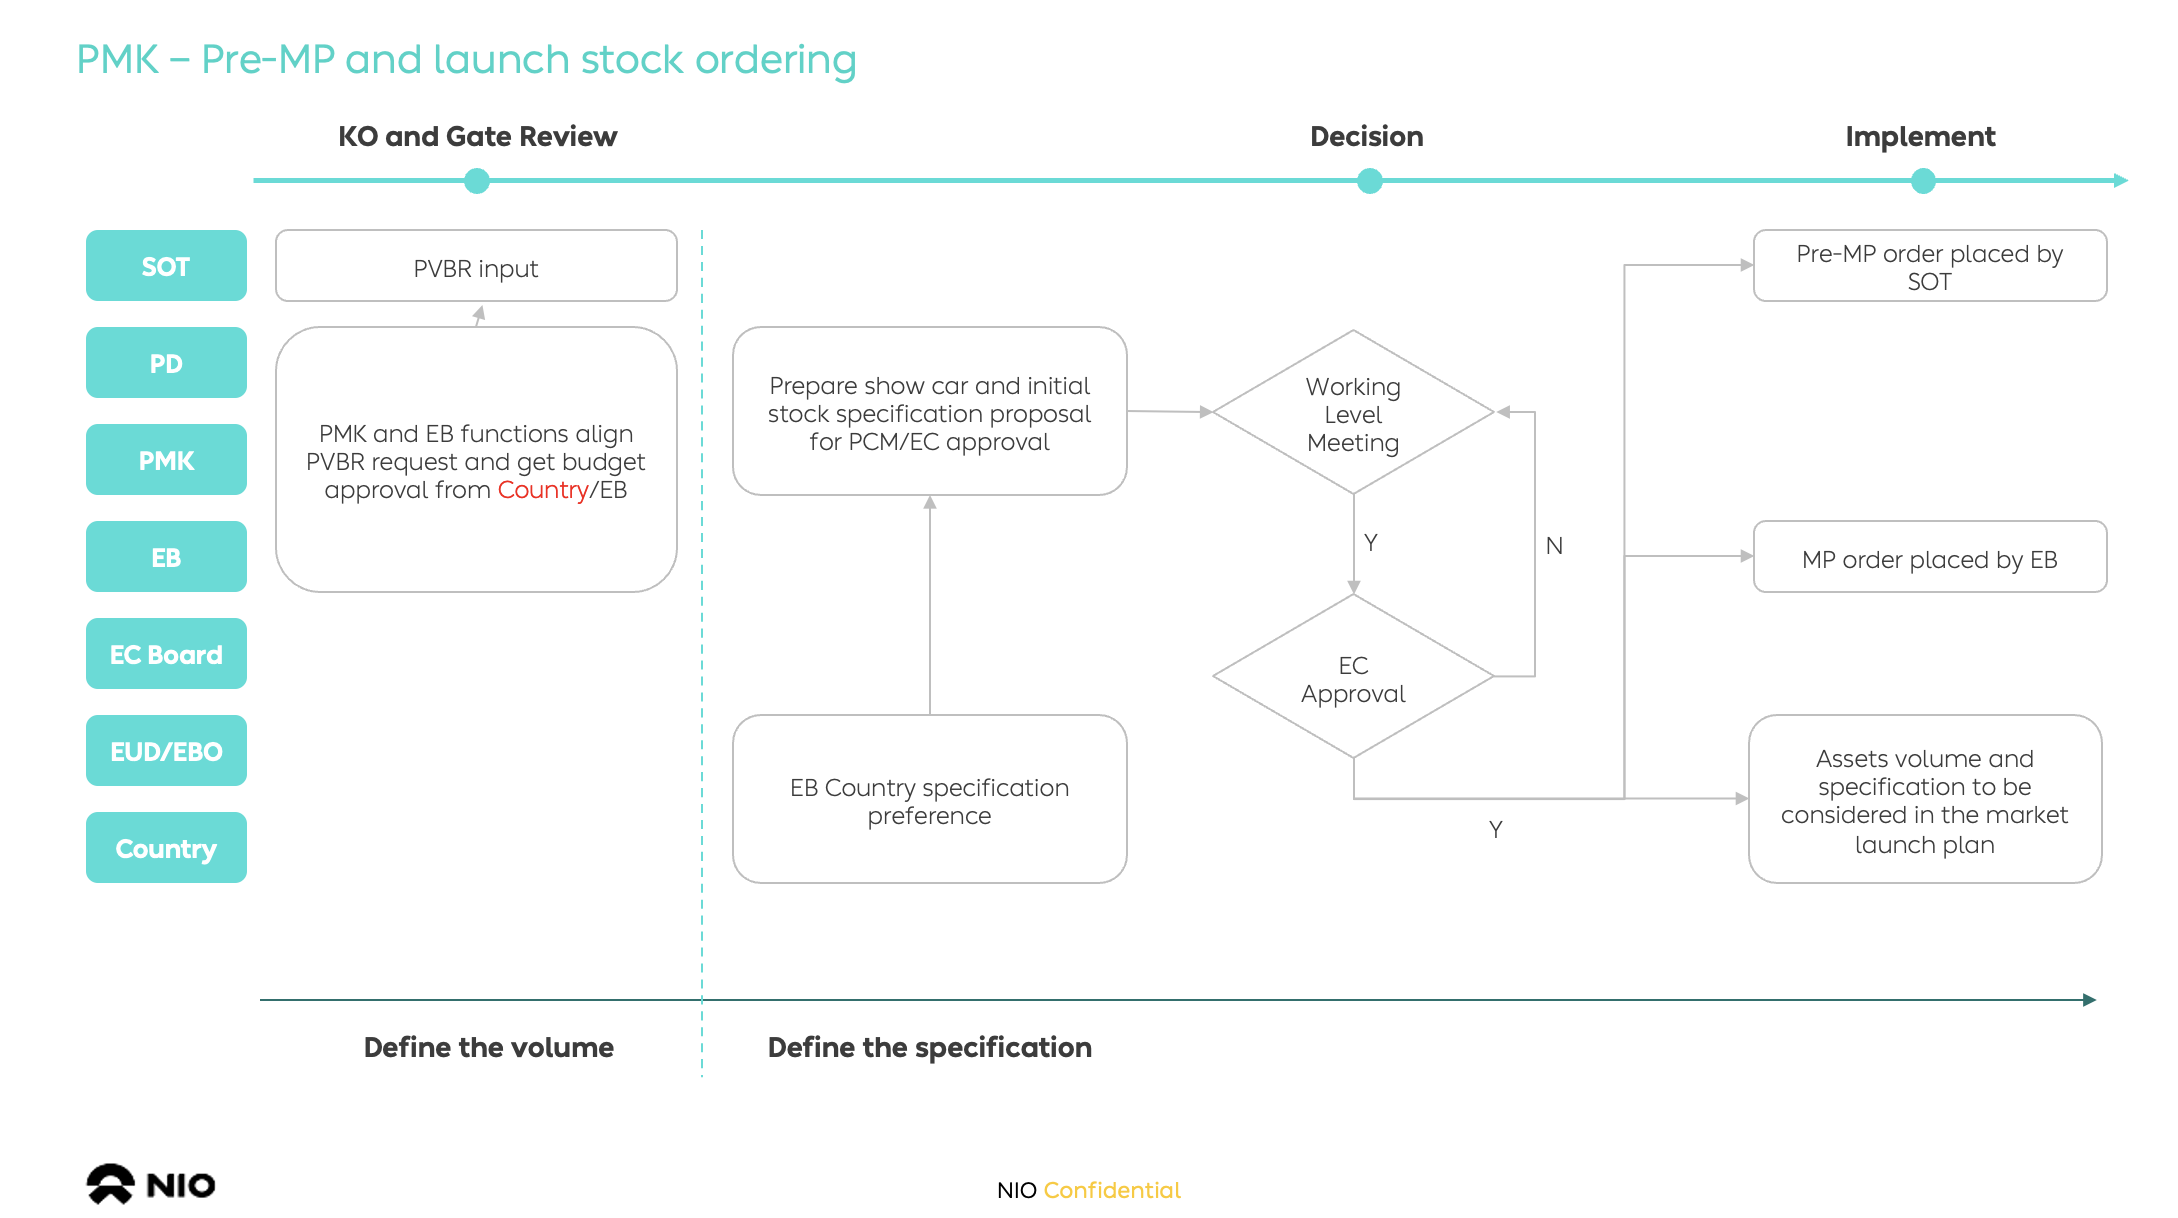 PMK – Pre-MP and launch stock ordering
KO and Gate Review
Decision
Implement
SOT
PD
PMK
EB
EC Board
EUD/EBO
Country
PVBR input
PMK and EB functions align
PVBR request and get budget
approval from Country/EB
Prepare show car and initial
stock specification proposal
for PCM/EC approval
EB Country specification
preference
Working
Level
Meeting
Y
N
EC
Approval
Y
Pre-MP order placed by
SOT
MP order placed by EB
Assets volume and
specification to be
considered in the market
launch plan
Define the volume
Define the specification
NIO
NIO Confidential